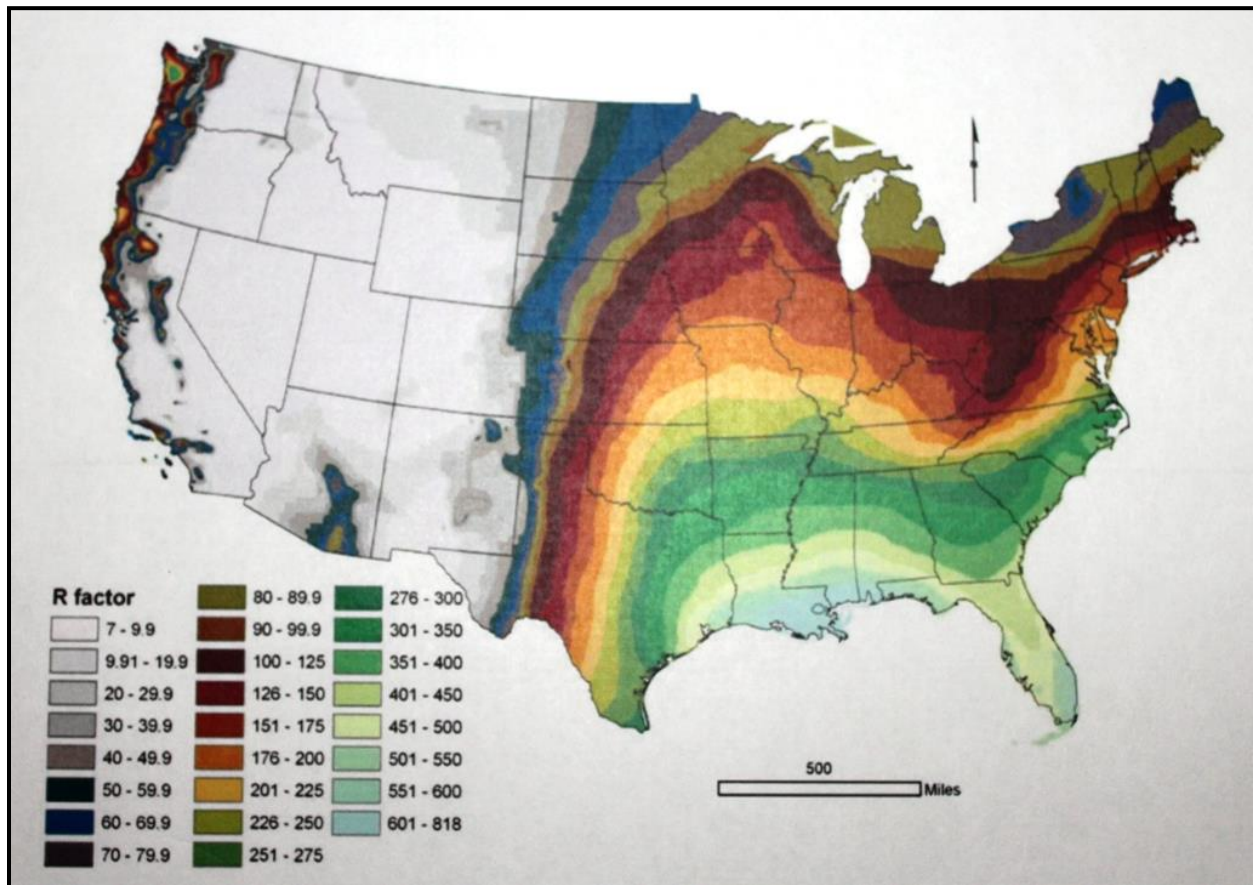 R factor
7 - 9.9
9.91 - 19.9
20 - 29.9
30 - 39.9
40 - 49.9
50 - 59.9
60 - 69.9
70 - 79.9
80 - 89.9
90 - 99.9
100 - 125
126 - 150
151 - 175
176 - 200
201 - 225
226 - 250
251 - 275
276 - 300
301 - 350
351 - 400
401 - 450
451 - 500
501 - 550
551 - 600
601 - 818
500
Miles